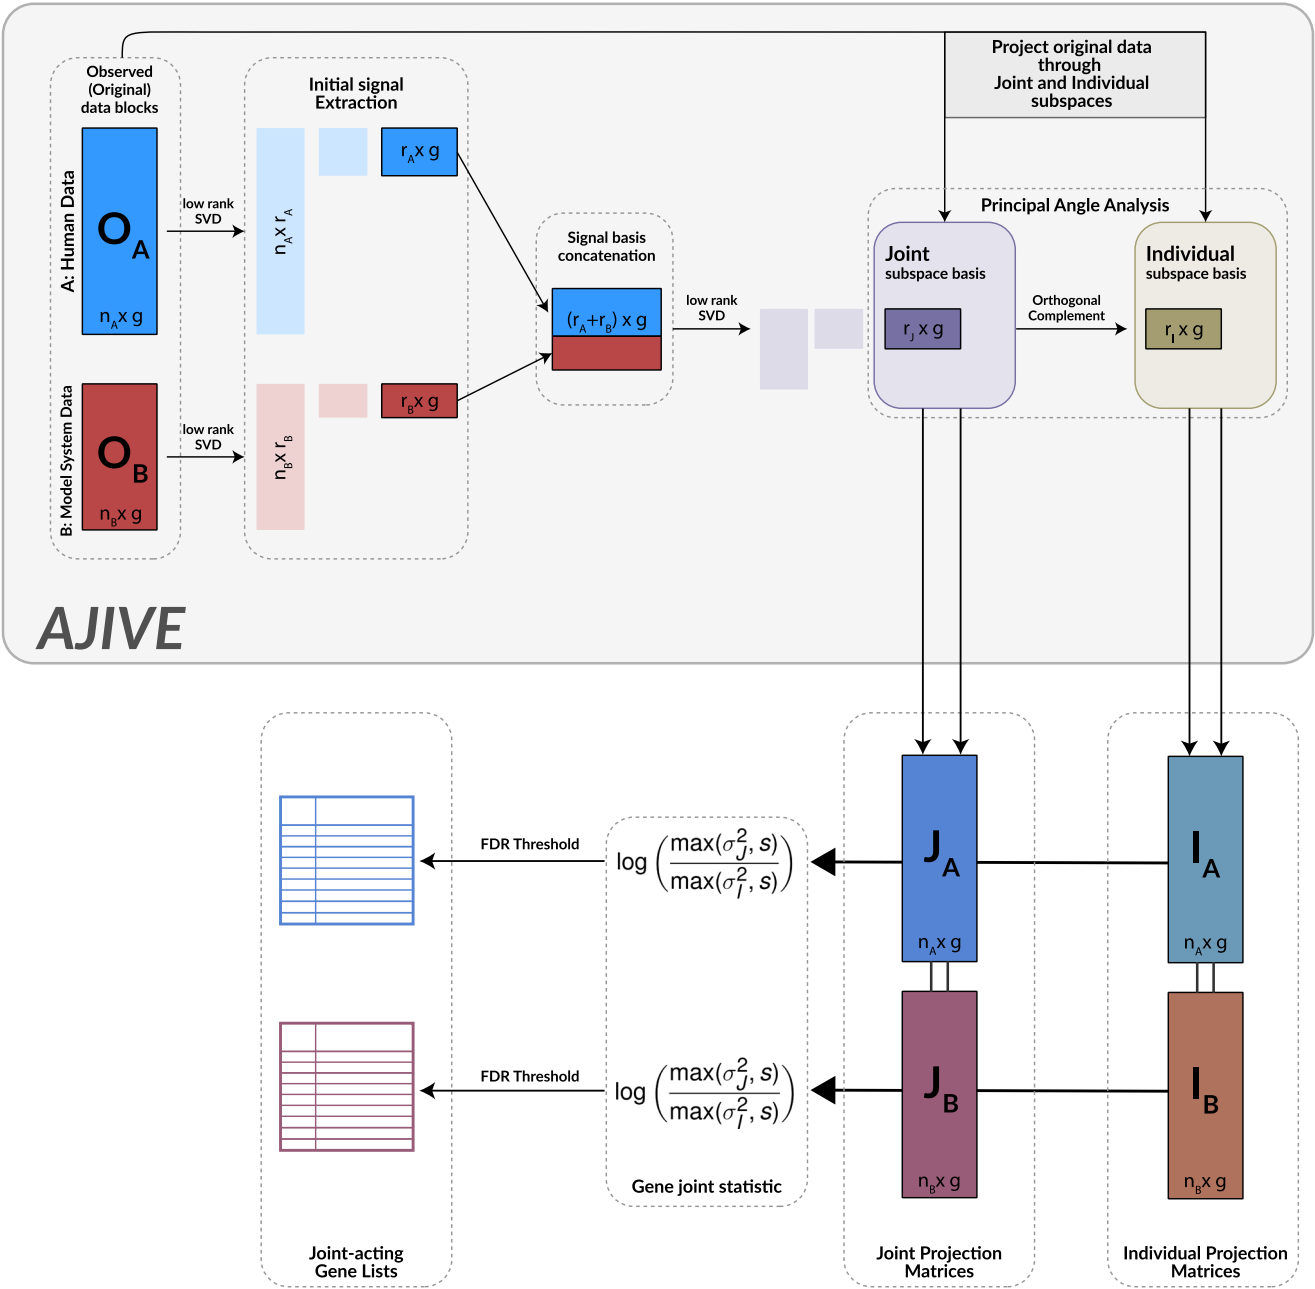 Project original data
through
Joint and Individual
subspaces
Observed
(Original)
data blocks
Initial signal
Extraction
A: Human Data
O_A
n_A x g
low rank
SVD
n_A x r_A
r_A x g
B: Model System Data
O_B
n_B x g
low rank
SVD
n_B x r_B
r_B x g
Signal basis
concatenation
(r_A+r_B) x g
low rank
SVD
Principal Angle Analysis
Joint
subspace basis
r_J x g
Orthogonal
Complement
Individual
subspace basis
r_I x g
AJIVE
FDR Threshold
log (max(σ_J^2, s) / max(σ_I^2, s))
J_A
n_A x g
I_A
n_A x g
FDR Threshold
log (max(σ_J^2, s) / max(σ_I^2, s))
J_B
n_B x g
I_B
n_B x g
Gene joint statistic
Joint-acting
Gene Lists
Joint Projection
Matrices
Individual Projection
Matrices